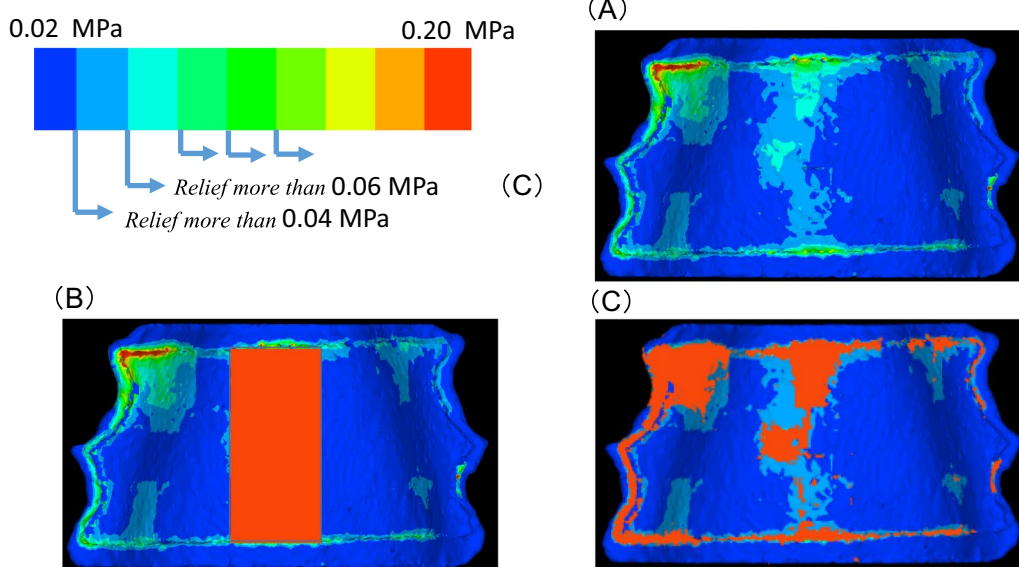 (A)
0.02 MPa
0.20 MPa
Relief more than 0.06 MPa
(C)
Relief more than 0.04 MPa
(B)
(C)